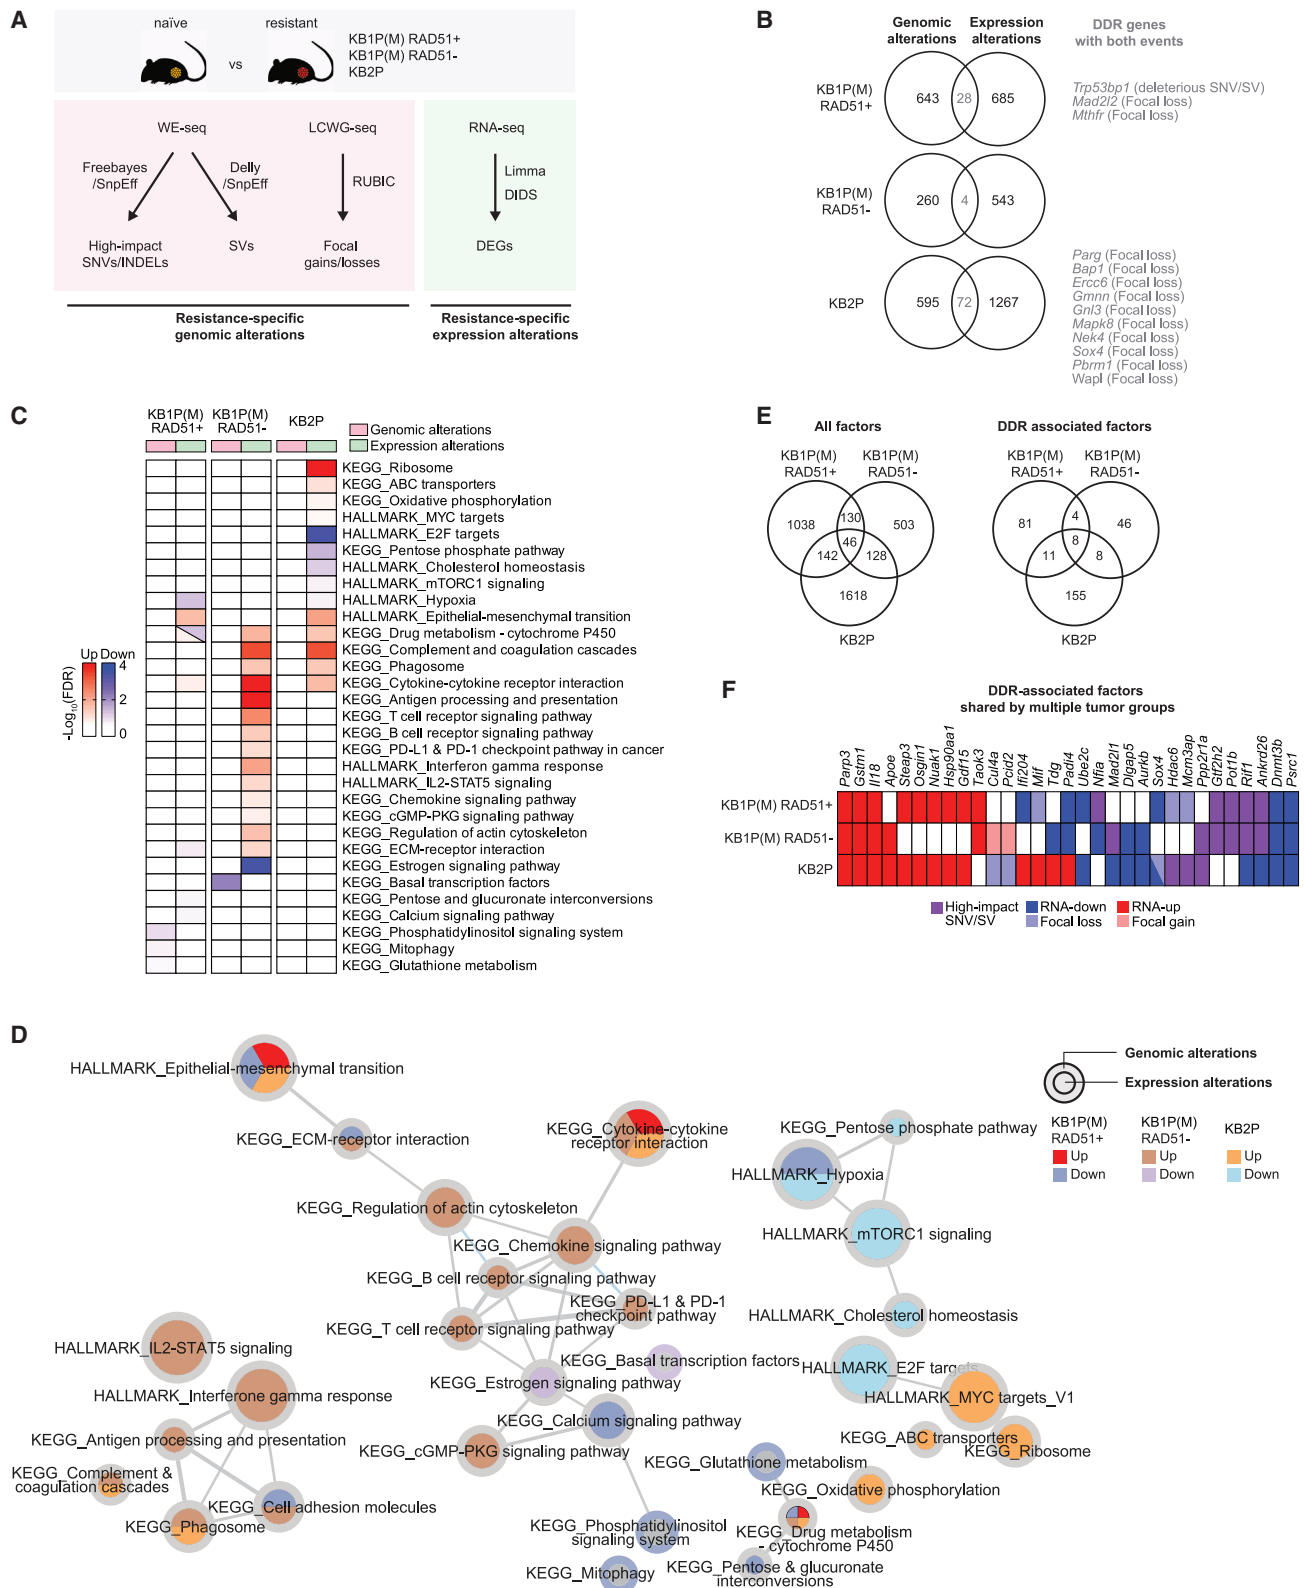 A
naïve
resistant
vs
KB1P(M) RAD51+
KB1P(M) RAD51-
KB2P
WE-seq
LCWG-seq
RNA-seq
Freebayes
/SnpEff
Delly
/SnpEff
RUBIC
Limma
DIDS
High-impact
SNVs/INDELs
SVs
Focal
gains/losses
DEGs
Resistance-specific
genomic alterations
Resistance-specific
expression alterations
B
Genomic
alterations
Expression
alterations
DDR genes
with both events
KB1P(M)
RAD51+
643 28 685
Trp53bp1 (deleterious SNV/SV)
Mad2l2 (Focal loss)
Mthfr (Focal loss)
KB1P(M)
RAD51-
260 4 543
KB2P
595 72 1267
Parg (Focal loss)
Bap1 (Focal loss)
Ercc6 (Focal loss)
Gmnn (Focal loss)
Gnl3 (Focal loss)
Mapk8 (Focal loss)
Nek4 (Focal loss)
Sox4 (Focal loss)
Pbrm1 (Focal loss)
Wapl (Focal loss)
C
KB1P(M)
RAD51+
KB1P(M)
RAD51-
KB2P
Genomic alterations
Expression alterations
KEGG_Ribosome
KEGG_ABC transporters
KEGG_Oxidative phosphorylation
HALLMARK_MYC targets
HALLMARK_E2F targets
KEGG_Pentose phosphate pathway
HALLMARK_Cholesterol homeostasis
HALLMARK_mTORC1 signaling
HALLMARK_Hypoxia
HALLMARK_Epithelial-mesenchymal transition
KEGG_Drug metabolism - cytochrome P450
KEGG_Complement and coagulation cascades
KEGG_Phagosome
KEGG_Cytokine-cytokine receptor interaction
KEGG_Antigen processing and presentation
KEGG_T cell receptor signaling pathway
KEGG_B cell receptor signaling pathway
KEGG_PD-L1 & PD-1 checkpoint pathway in cancer
HALLMARK_Interferon gamma response
HALLMARK_IL2-STAT5 signaling
KEGG_Chemokine signaling pathway
KEGG_cGMP-PKG signaling pathway
KEGG_Regulation of actin cytoskeleton
KEGG_ECM-receptor interaction
KEGG_Estrogen signaling pathway
KEGG_Basal transcription factors
KEGG_Pentose and glucuronate interconversions
KEGG_Calcium signaling pathway
KEGG_Phosphatidylinositol signaling system
KEGG_Mitophagy
KEGG_Glutathione metabolism
Up Down
4
2
0
-Log10(FDR)
E
All factors
KB1P(M)
RAD51+
KB1P(M)
RAD51-
1038 130 503
46
142 128
1618
KB2P
DDR associated factors
KB1P(M)
RAD51+
KB1P(M)
RAD51-
81 4 46
8
11 8
155
KB2P
F
DDR-associated factors
shared by multiple tumor groups
Parp3
Gstm1
Il18
Apoe
Steap3
Osgin1
Nuak1
Hsp90aa1
Gdf15
Taok3
Cul4a
Pcid2
Ifi204
Mif
Tdg
Padi4
Ube2c
Nfia
Mad2l1
Dlgap5
Aurkb
Sox4
Hdac6
Mcm3ap
Ppp2r1a
Gtf2h2
Pot1b
Rif1
Ankrd26
Dnmt3b
Psrc1
KB1P(M) RAD51+
KB1P(M) RAD51-
KB2P
High-impact
SNV/SV
RNA-down
Focal loss
RNA-up
Focal gain
D
Genomic alterations
Expression alterations
KB1P(M)
RAD51+
KB1P(M)
RAD51-
KB2P
Up
Down
Up
Down
Up
Down
HALLMARK_Epithelial-mesenchymal transition
KEGG_ECM-receptor interaction
KEGG_Cytokine-cytokine
receptor interaction
KEGG_Pentose phosphate pathway
HALLMARK_Hypoxia
KEGG_Regulation of actin cytoskeleton
HALLMARK_mTORC1 signaling
KEGG_Chemokine signaling pathway
KEGG_B cell receptor signaling pathway
KEGG_PD-L1 & PD-1
checkpoint pathway
HALLMARK_Cholesterol homeostasis
KEGG_T cell receptor signaling pathway
HALLMARK_IL2-STAT5 signaling
KEGG_Basal transcription factors
HALLMARK_E2F targets
KEGG_Estrogen signaling pathway
HALLMARK_Interferone gamma response
HALLMARK_MYC targets_V1
KEGG_Calcium signaling pathway
KEGG_Antigen processing and presentation
KEGG_ABC transporters
KEGG_cGMP-PKG signaling pathway
KEGG_Ribosome
KEGG_Glutathione metabolism
KEGG_Complement &
coagulation cascades
KEGG_Oxidative phosphorylation
KEGG_Cell adhesion molecules
KEGG_Phagosome
KEGG_Phosphatidylinositol
signaling system
KEGG_Drug metabolism
- cytochrome P450
KEGG_Mitophagy
KEGG_Pentose & glucuronate
interconversions